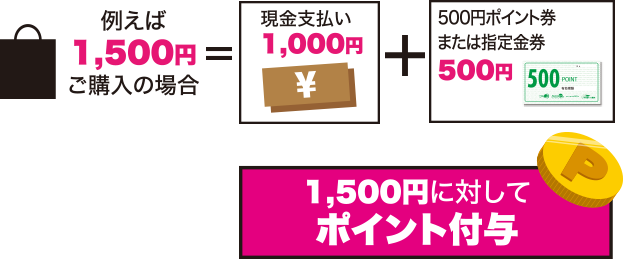 例えば
1,500円
ご購入の場合
=
現金支払い
1,000円
¥
+
500円ポイント券
または指定金券
500円
500 POINT
P
1,500円に対して
ポイント付与